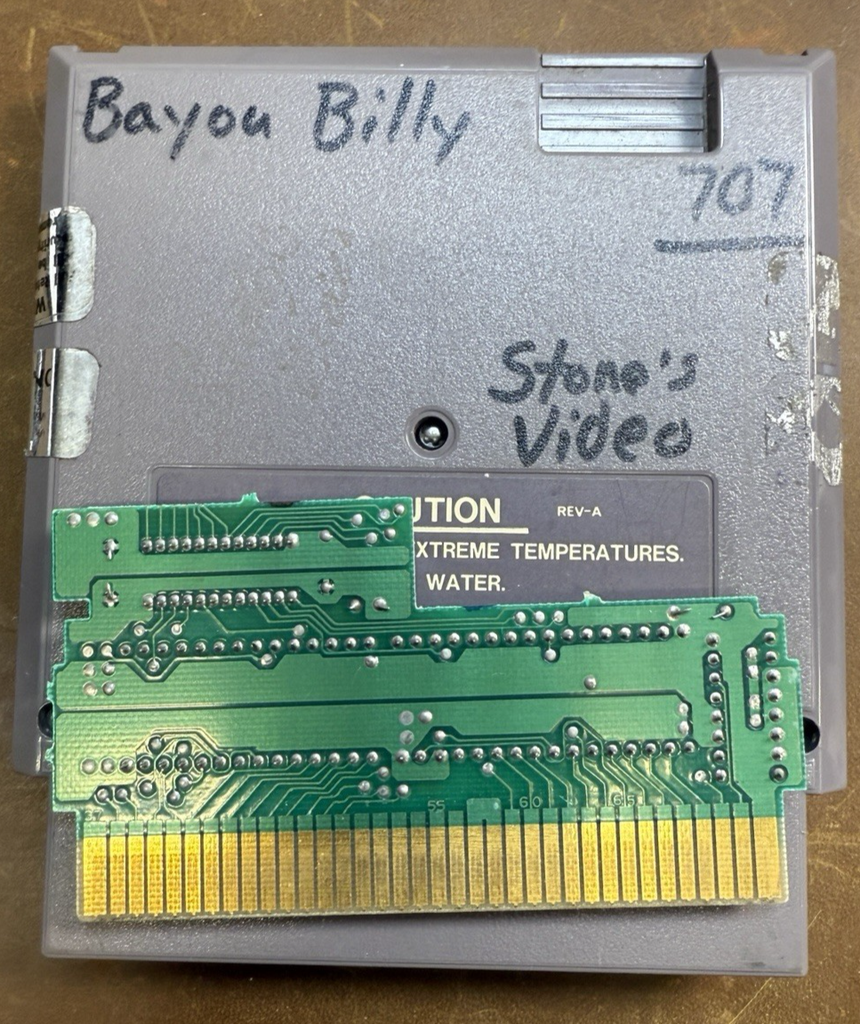 Bayou Billy
707
Stone's
Video
UTION REV-A
XTREME TEMPERATURES.
WATER.
55 60 65